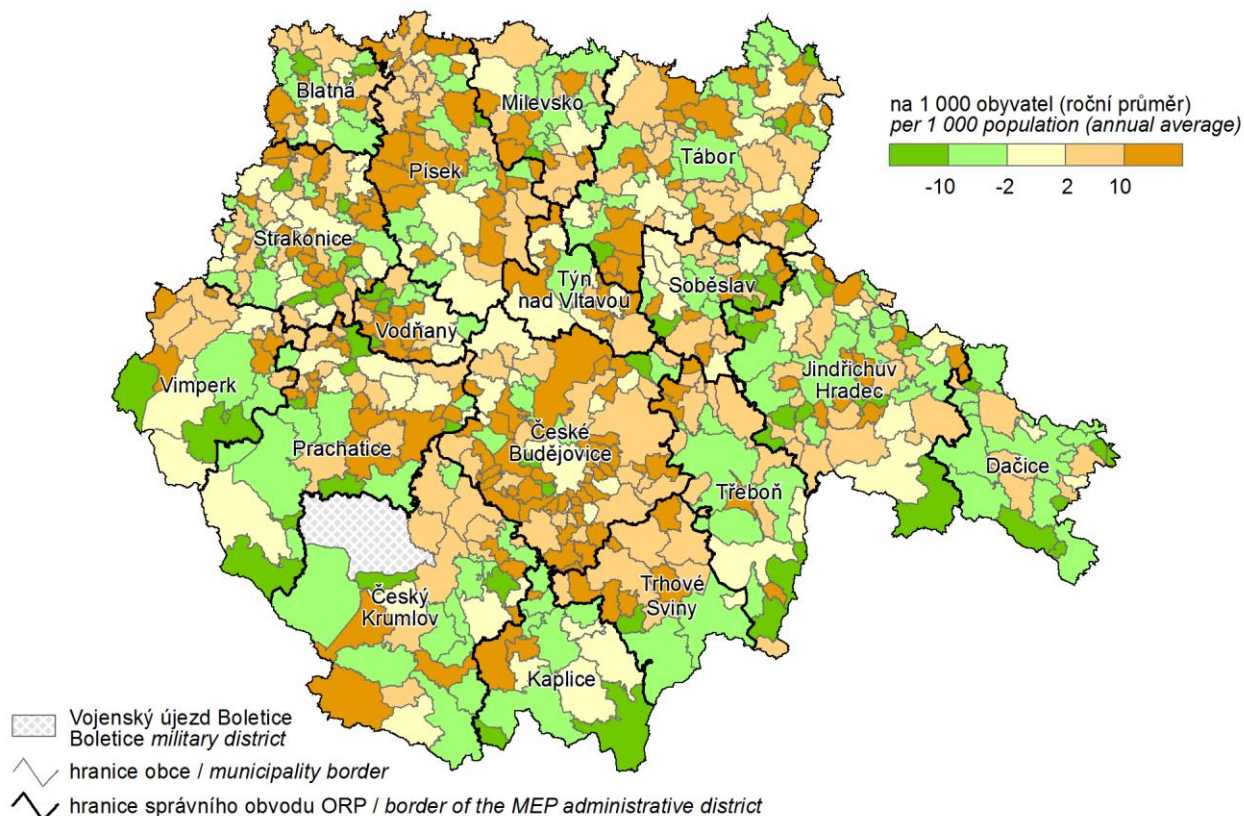 Blatná
Milevsko
Písek
Tábor
Strakonice
Týn
nad Vltavou
Soběslav
Vodňany
Vimperk
Jindřichův
Hradec
Prachatice
České
Budějovice
Dačice
Třeboň
Český
Krumlov
Trhové
Sviny
Kaplice
na 1 000 obyvatel (roční průměr)
per 1 000 population (annual average)
-10 -2 2 10
Vojenský újezd Boletice
Boletice military district
hranice obce / municipality border
hranice správního obvodu ORP / border of the MEP administrative district